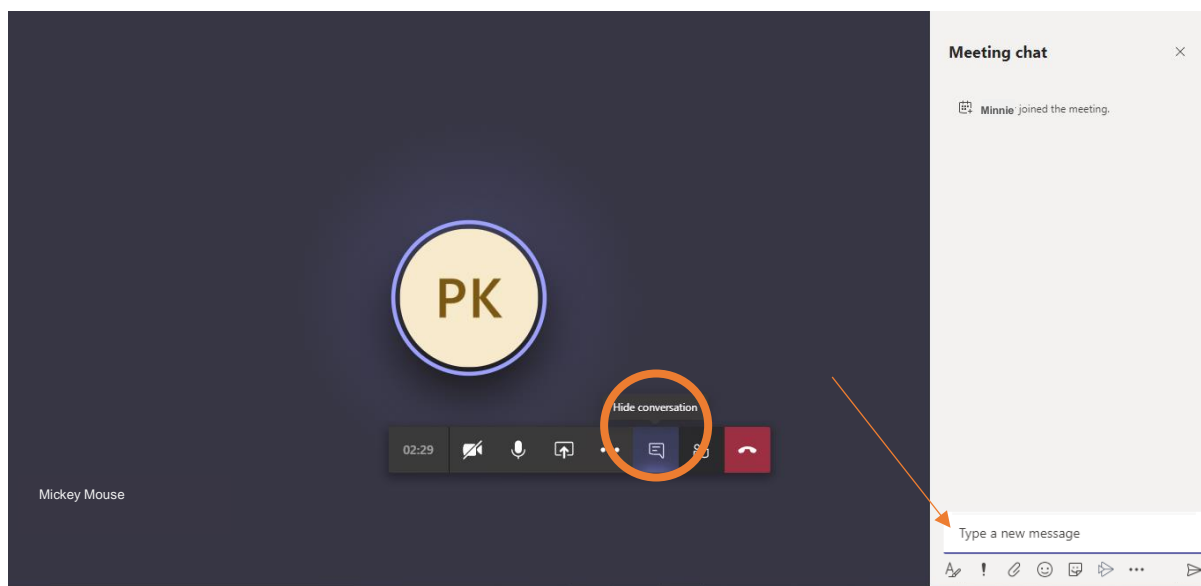 Meeting chat
Minnie joined the meeting.
PK
Hide conversation
02:29
Mickey Mouse
Type a new message